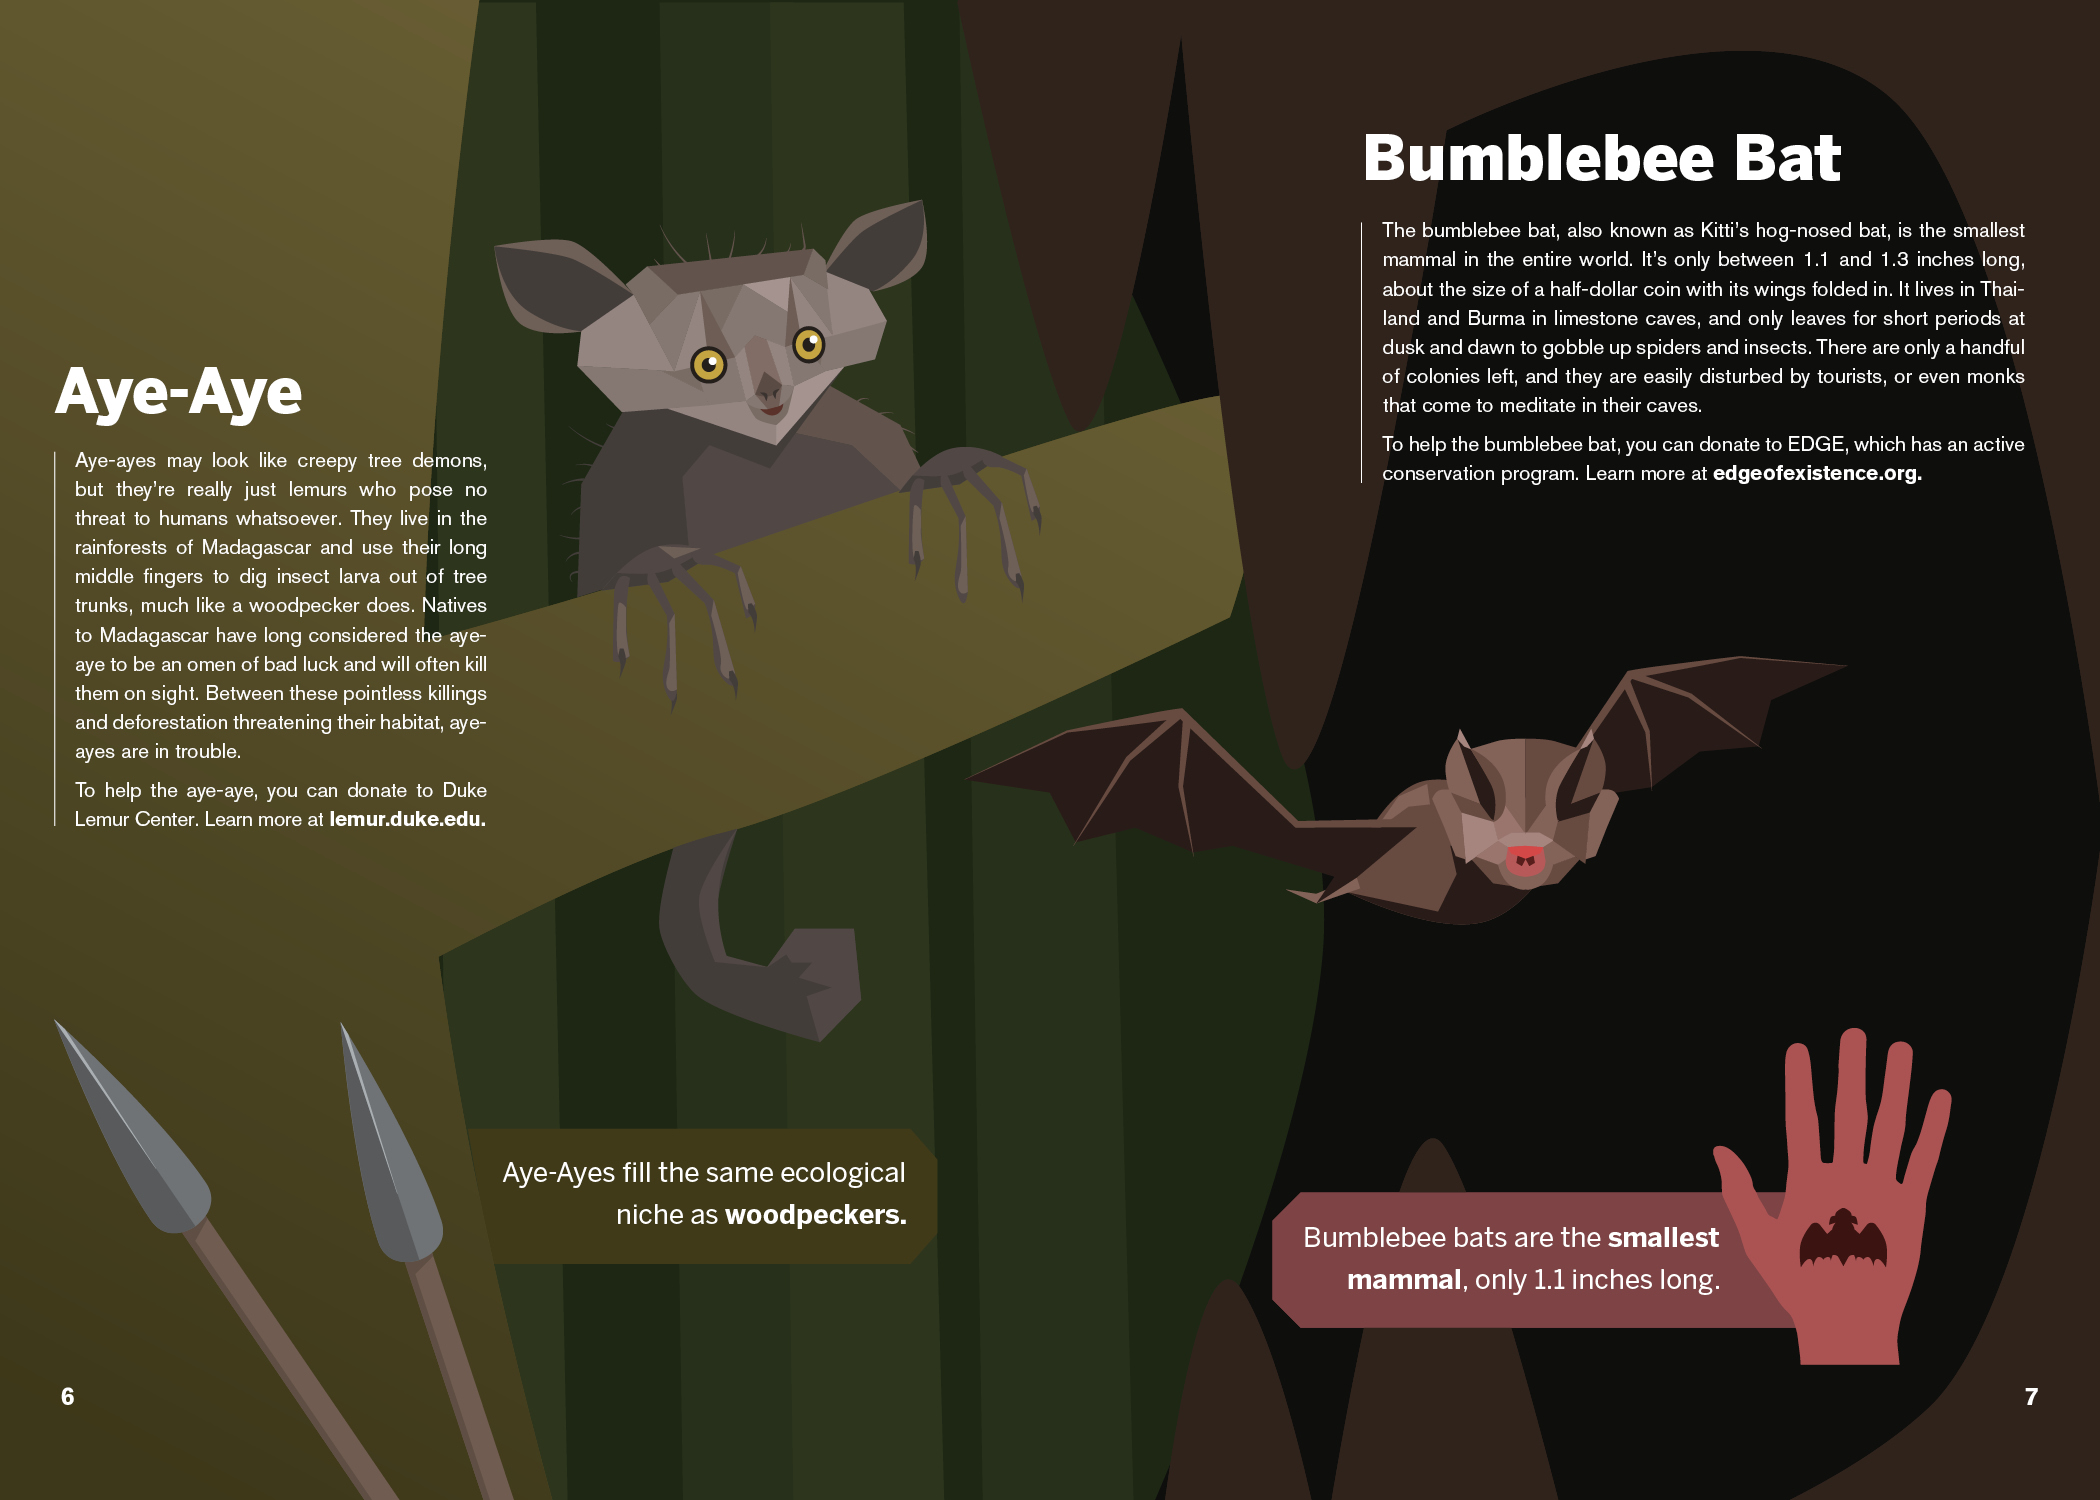 Aye-Aye
Aye-ayes may look like creepy tree demons,
but they're really just lemurs who pose no
threat to humans whatsoever. They live in the
rainforests of Madagascar and use their long
middle fingers to dig insect larva out of tree
trunks, much like a woodpecker does. Natives
to Madagascar have long considered the aye-
aye to be an omen of bad luck and will often kill
them on sight. Between these pointless killings
and deforestation threatening their habitat, aye-
ayes are in trouble.
To help the aye-aye, you can donate to Duke
Lemur Center. Learn more at lemur.duke.edu.
Aye-Ayes fill the same ecological
niche as woodpeckers.
6
Bumblebee Bat
The bumblebee bat, also known as Kitti's hog-nosed bat, is the smallest
mammal in the entire world. It's only between 1.1 and 1.3 inches long,
about the size of a half-dollar coin with its wings folded in. It lives in Thai-
land and Burma in limestone caves, and only leaves for short periods at
dusk and dawn to gobble up spiders and insects. There are only a handful
of colonies left, and they are easily disturbed by tourists, or even monks
that come to meditate in their caves.
To help the bumblebee bat, you can donate to EDGE, which has an active
conservation program. Learn more at edgeofexistence.org.
Bumblebee bats are the smallest
mammal, only 1.1 inches long.
7